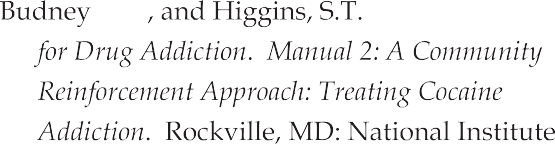 Budney , and Higgins, S.T.
for Drug Addiction. Manual 2: A Community
Reinforcement Approach: Treating Cocaine
Addiction. Rockville, MD: National Institute